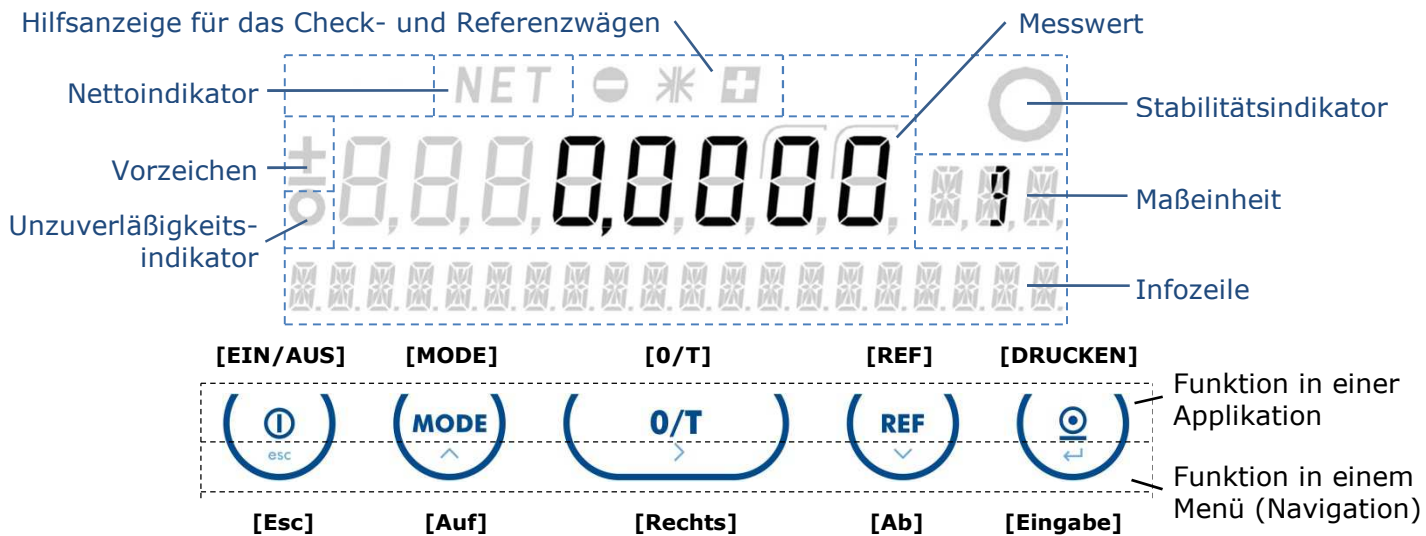 Hilfsanzeige für das Check- und Referenzwägen
Messwert
Nettoindikator
NET
Stabilitätsindikator
Vorzeichen
0,0000
Maßeinheit
Unzuverläßigkeits-
indikator
Infozeile
[EIN/AUS] [MODE] [0/T] [REF] [DRUCKEN]
Funktion in einer
Applikation
MODE 0/T REF
esc
Funktion in einem
Menü (Navigation)
[Esc] [Auf] [Rechts] [Ab] [Eingabe]